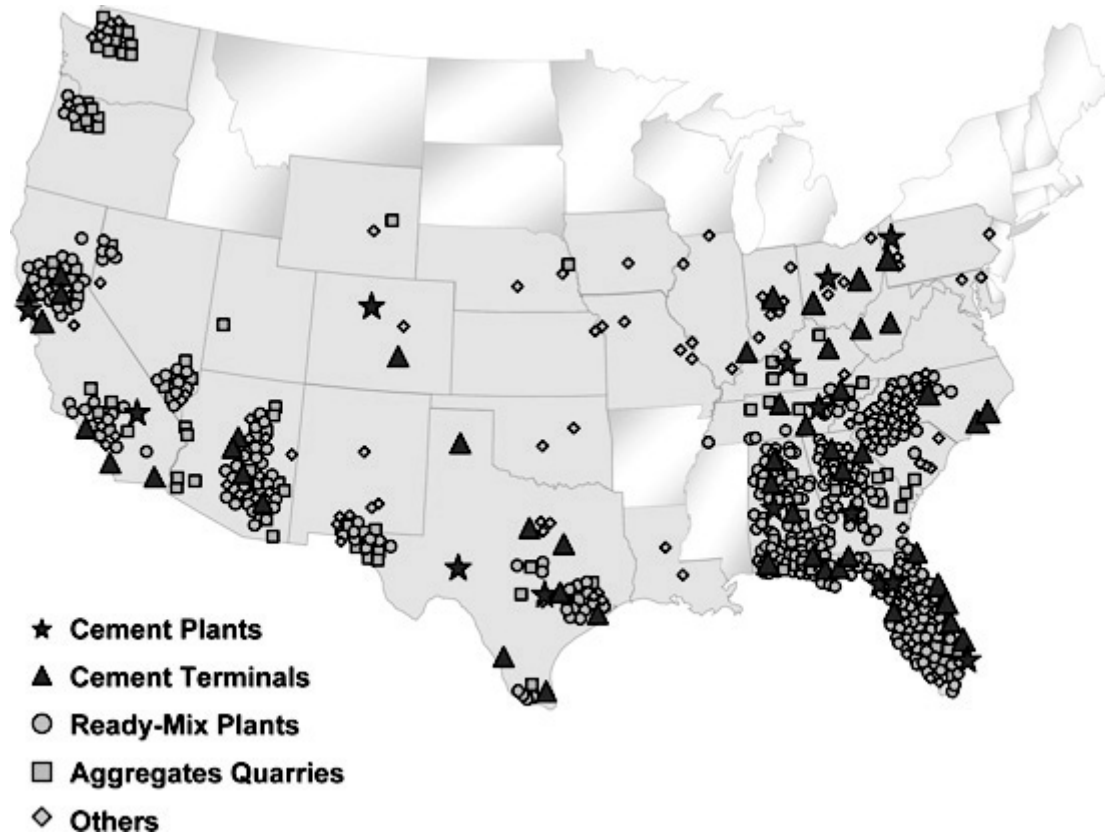 Cement Plants
Cement Terminals
Ready-Mix Plants
Aggregates Quarries
Others